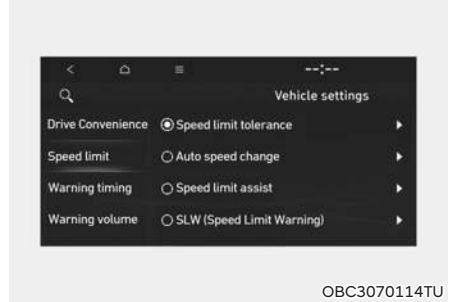 --:--
Vehicle settings
Drive Convenience
Speed limit tolerance
Speed limit
Auto speed change
Warning timing
Speed limit assist
Warning volume
SLW (Speed Limit Warning)
OBC3070114TU